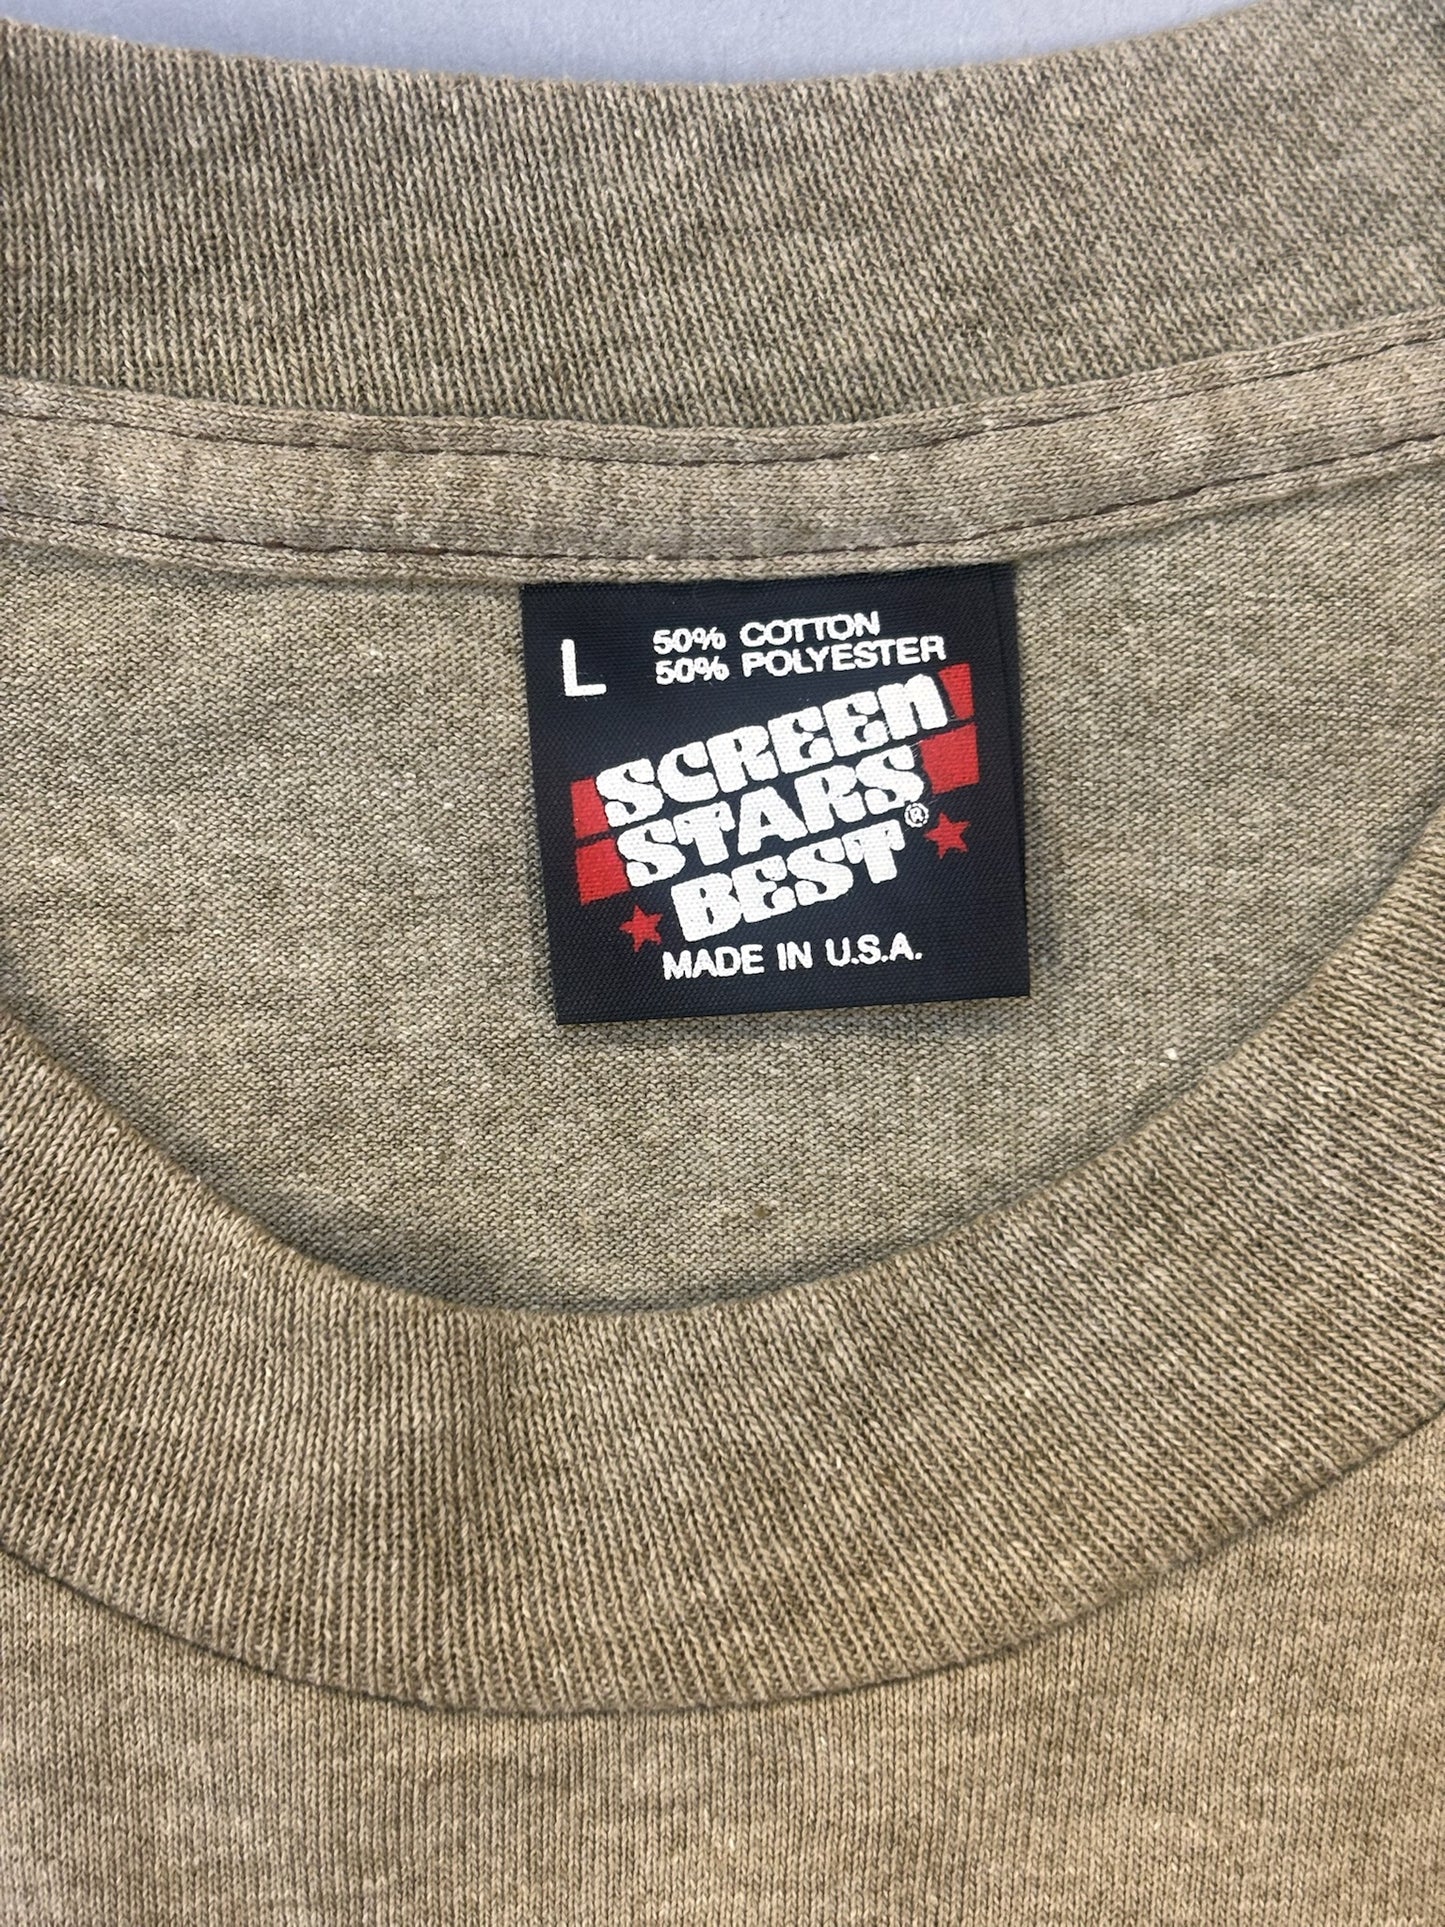 L
50% COTTON
50% POLYESTER
SCREEN
STARS
BEST®
MADE IN U.S.A.